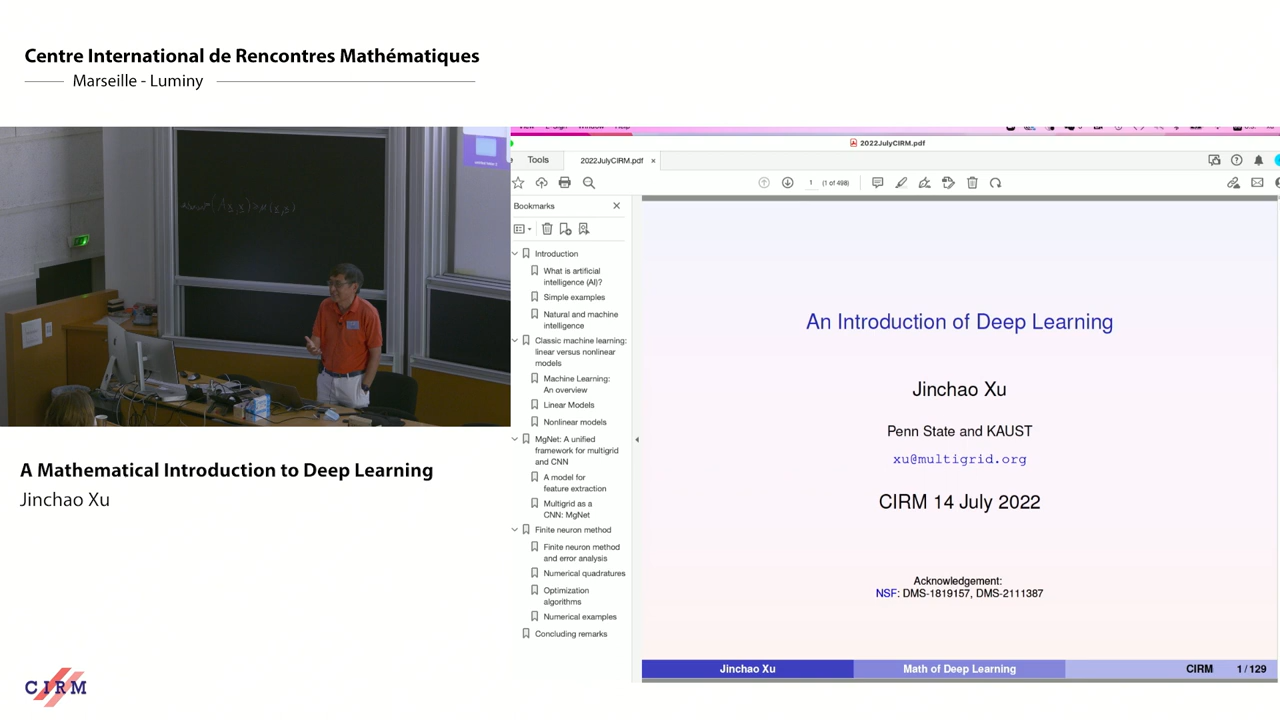 Centre International de Rencontres Mathématiques
Marseille - Luminy
2022JulyCIRM.pdf
Tools
2022JulyCIRM.pdf ×
1 (1 of 498)
Bookmarks
Introduction
What is artificial
intelligence (AI)?
Simple examples
Natural and machine
intelligence
Classic machine learning:
linear versus nonlinear
models
Machine Learning:
An overview
Linear Models
Nonlinear models
MgNet: A unified
framework for multigrid
and CNN
A model for
feature extraction
Multigrid as a
CNN: MgNet
Finite neuron method
Finite neuron method
and error analysis
Numerical quadratures
Optimization
algorithms
Numerical examples
Concluding remarks
An Introduction of Deep Learning
Jinchao Xu
Penn State and KAUST
xu@multigrid.org
CIRM 14 July 2022
Acknowledgement:
NSF: DMS-1819157, DMS-2111387
Jinchao Xu Math of Deep Learning CIRM 1 / 129
A Mathematical Introduction to Deep Learning
Jinchao Xu
CIRM